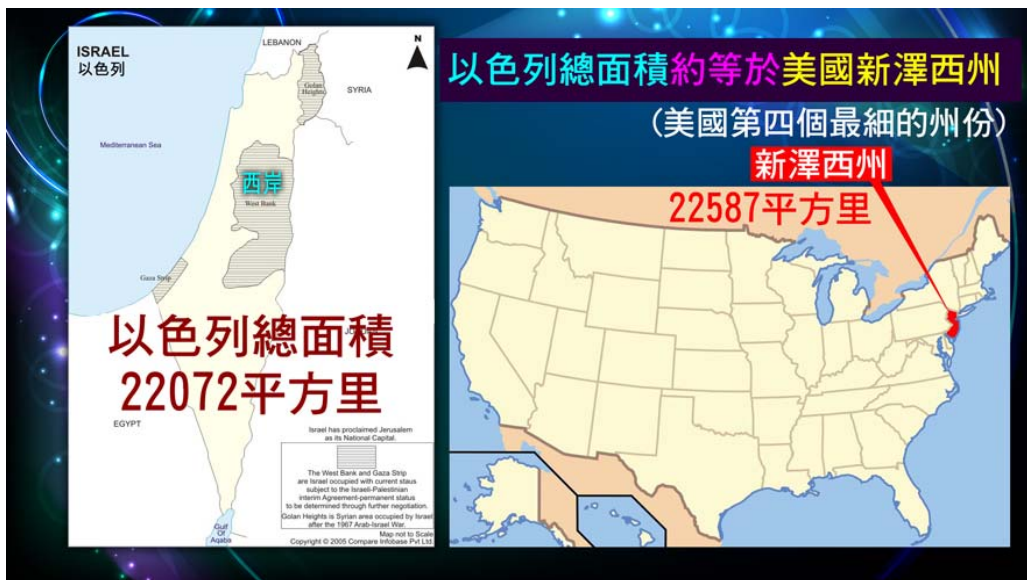 ISRAEL
以色列
LEBANON
N
Golan
Heights
SYRIA
Mediterranean Sea
西岸
West Bank
Gaza Strip
以色列總面積
22072平方里
EGYPT
Israel has proclaimed Jerusalem
as its National Capital.
The West Bank and Gaza Strip
are Israel occupied with current staus
subject to the Israeli-Palestinian
interim Agreement-permanent status
to be determined through further negotiation.
Golan Heights is Syrian area occupied by Israel
after the 1967 Arab-Israel War.
Map not to Scale
Copyright © 2005 Compare Infobase Pvt Ltd.
Gulf
Of
Aqaba
以色列總面積約等於美國新澤西州
(美國第四個最細的州份)
新澤西州
22587平方里